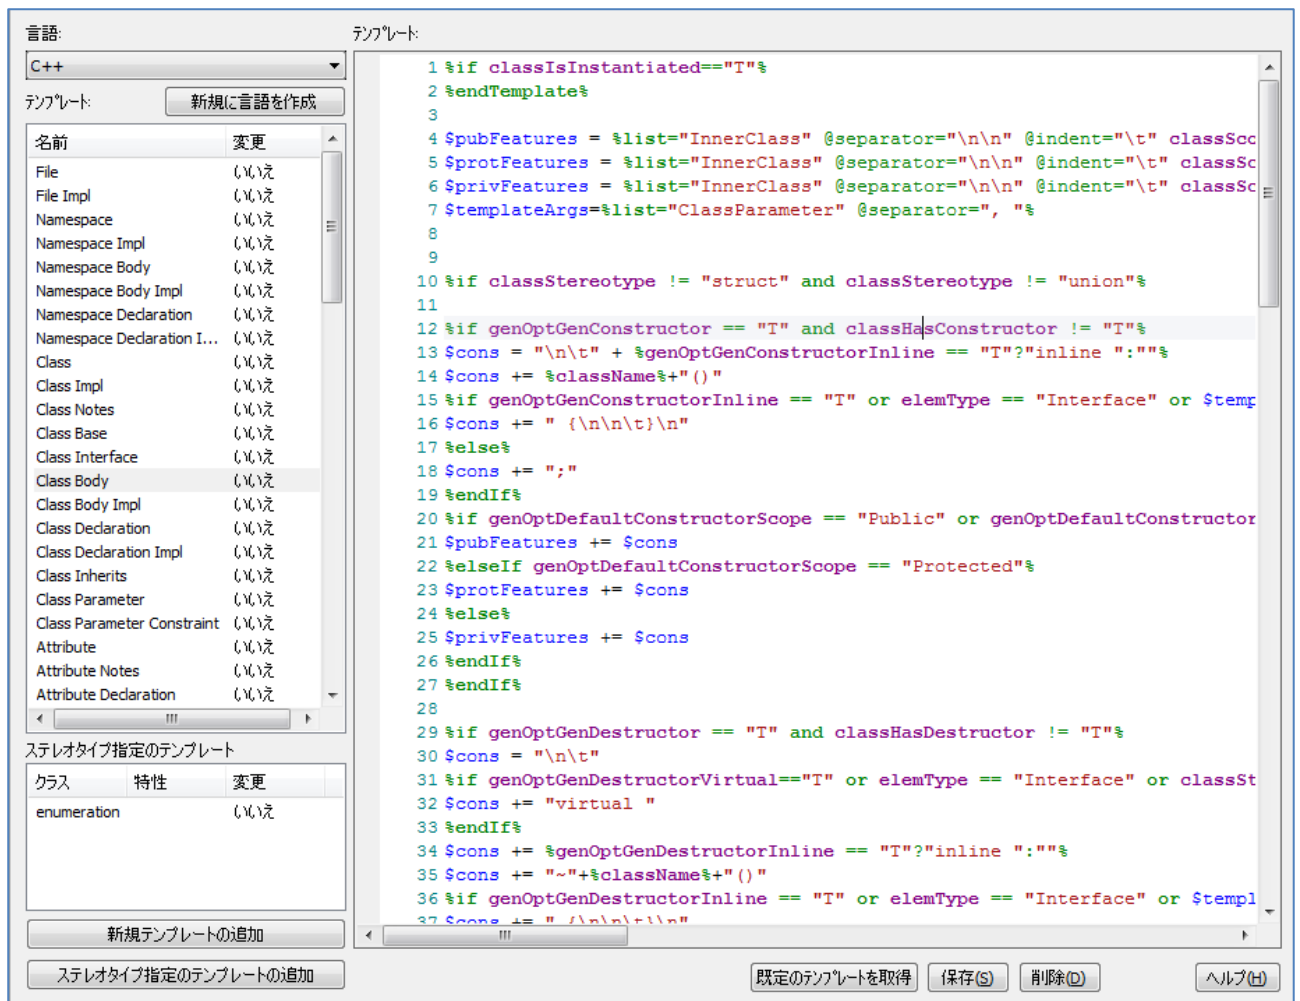 言語:
C++
テンプレート:
新規に言語を作成
名前 変更
File いいえ
File Impl いいえ
Namespace いいえ
Namespace Impl いいえ
Namespace Body いいえ
Namespace Body Impl いいえ
Namespace Declaration いいえ
Namespace Declaration I... いいえ
Class いいえ
Class Impl いいえ
Class Notes いいえ
Class Base いいえ
Class Interface いいえ
Class Body いいえ
Class Body Impl いいえ
Class Declaration いいえ
Class Declaration Impl いいえ
Class Inherits いいえ
Class Parameter いいえ
Class Parameter Constraint いいえ
Attribute いいえ
Attribute Notes いいえ
Attribute Declaration いいえ
ステレオタイプ指定のテンプレート
クラス 特性 変更
enumeration いいえ
新規テンプレートの追加
ステレオタイプ指定のテンプレートの追加
テンプレート:
1 %if classIsInstantiated=="T"%
2 %endTemplate%
3
4 $pubFeatures = %list="InnerClass" @separator="\n\n" @indent="\t" classSco
5 $protFeatures = %list="InnerClass" @separator="\n\n" @indent="\t" classSc
6 $privFeatures = %list="InnerClass" @separator="\n\n" @indent="\t" classSc
7 $templateArgs=%list="ClassParameter" @separator=", "%
8
9
10 %if classStereotype != "struct" and classStereotype != "union"%
11
12 %if genOptGenConstructor == "T" and classHasConstructor != "T"%
13 $cons = "\n\t" + %genOptGenConstructorInline == "T"?"inline ":""%
14 $cons += %className%+"()"
15 %if genOptGenConstructorInline == "T" or elemType == "Interface" or $temp
16 $cons += " {\n\n\t}\n"
17 %else%
18 $cons += ";"
19 %endIf%
20 %if genOptDefaultConstructorScope == "Public" or genOptDefaultConstructor
21 $pubFeatures += $cons
22 %elseIf genOptDefaultConstructorScope == "Protected"%
23 $protFeatures += $cons
24 %else%
25 $privFeatures += $cons
26 %endIf%
27 %endIf%
28
29 %if genOptGenDestructor == "T" and classHasDestructor != "T"%
30 $cons = "\n\t"
31 %if genOptGenDestructorVirtual=="T" or elemType == "Interface" or classSt
32 $cons += "virtual "
33 %endIf%
34 $cons += %genOptGenDestructorInline == "T"?"inline ":""%
35 $cons += "~"+%className%+"()"
36 %if genOptGenDestructorInline == "T" or elemType == "Interface" or $templ
37 $cons += " {\n\n\t}\n"
既定のテンプレートを取得 保存(S) 削除(D) ヘルプ(H)